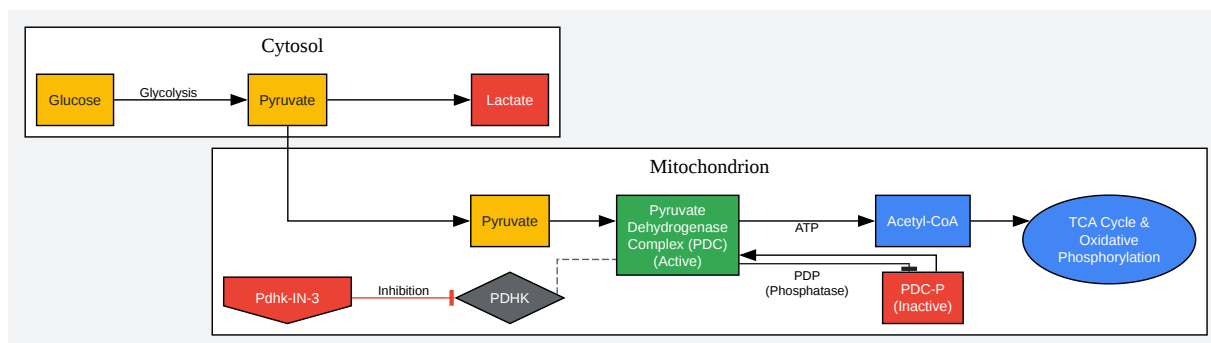 Cytosol
Glucose
Glycolysis
Pyruvate
Lactate
Mitochondrion
Pyruvate
Pyruvate
Dehydrogenase
Complex (PDC)
(Active)
ATP
Acetyl-CoA
TCA Cycle &
Oxidative
Phosphorylation
PDP
(Phosphatase)
PDC-P
(Inactive)
Pdhk-IN-3
Inhibition
PDHK